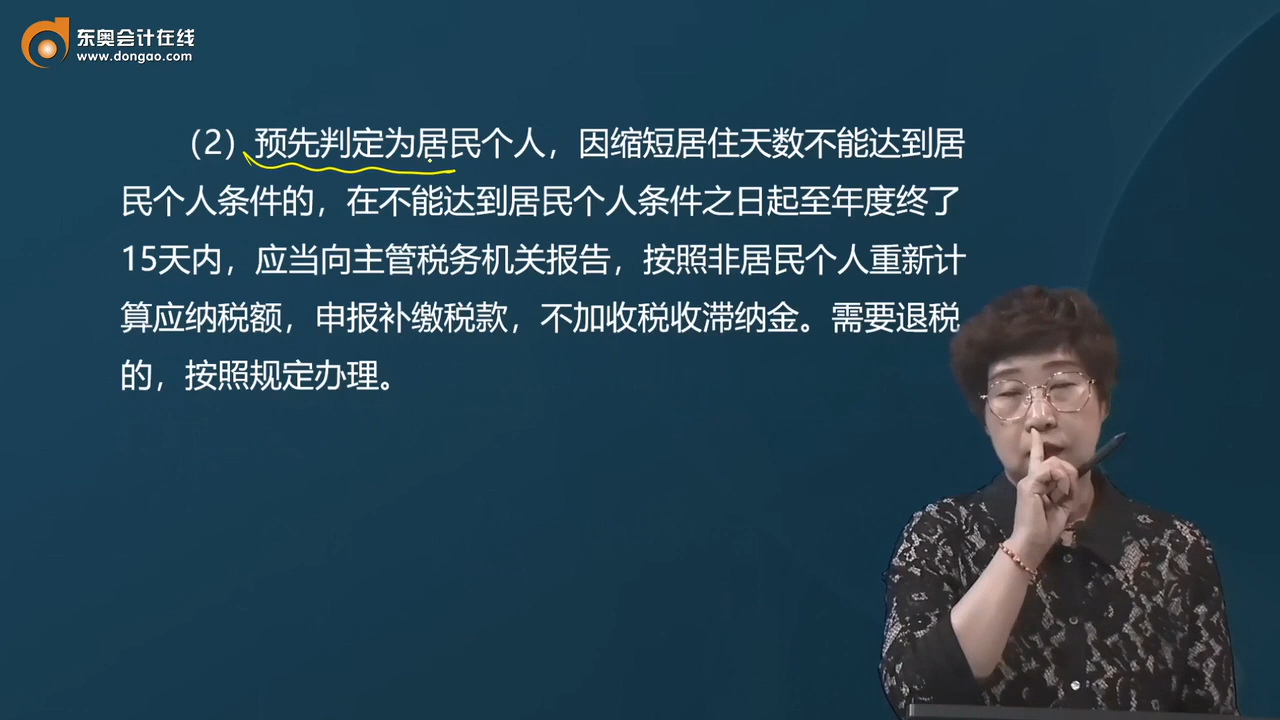 东奥会计在线
www.dongao.com
（2）预先判定为居民个人，因缩短居住天数不能达到居
民个人条件的，在不能达到居民个人条件之日起至年度终了
15天内，应当向主管税务机关报告，按照非居民个人重新计
算应纳税额，申报补缴税款，不加收税收滞纳金。需要退税
的，按照规定办理。